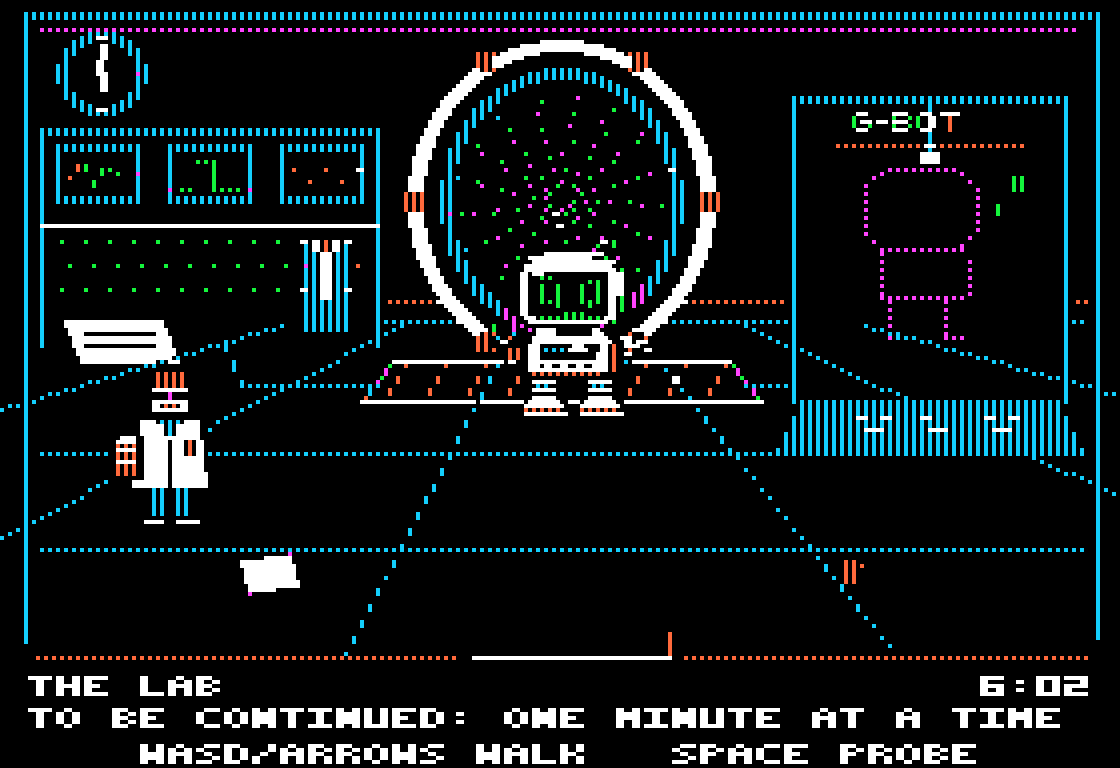 G-BOT
THE LAB 6:02
TO BE CONTINUED: ONE MINUTE AT A TIME
WASD/ARROWS WALK SPACE PROBE